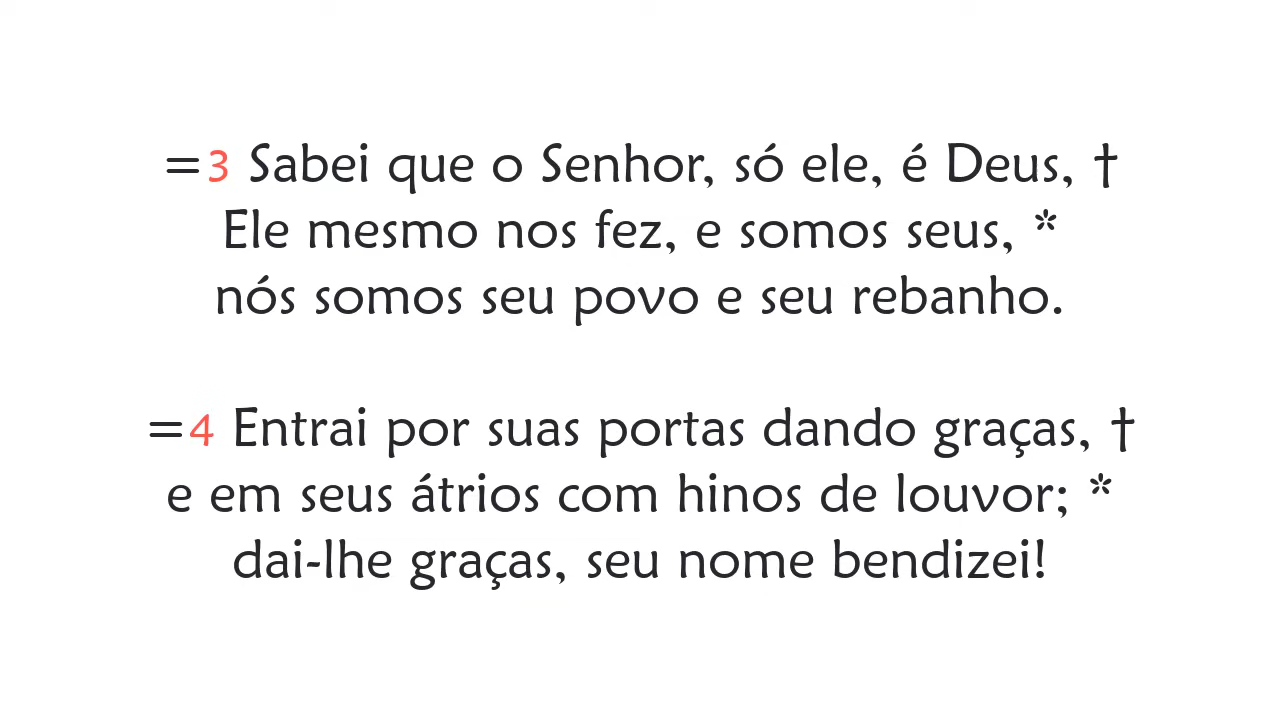 =3 Sabei que o Senhor, só ele, é Deus, †
Ele mesmo nos fez, e somos seus, *
nós somos seu povo e seu rebanho.
=4 Entrai por suas portas dando graças, †
e em seus átrios com hinos de louvor; *
dai-lhe graças, seu nome bendizei!